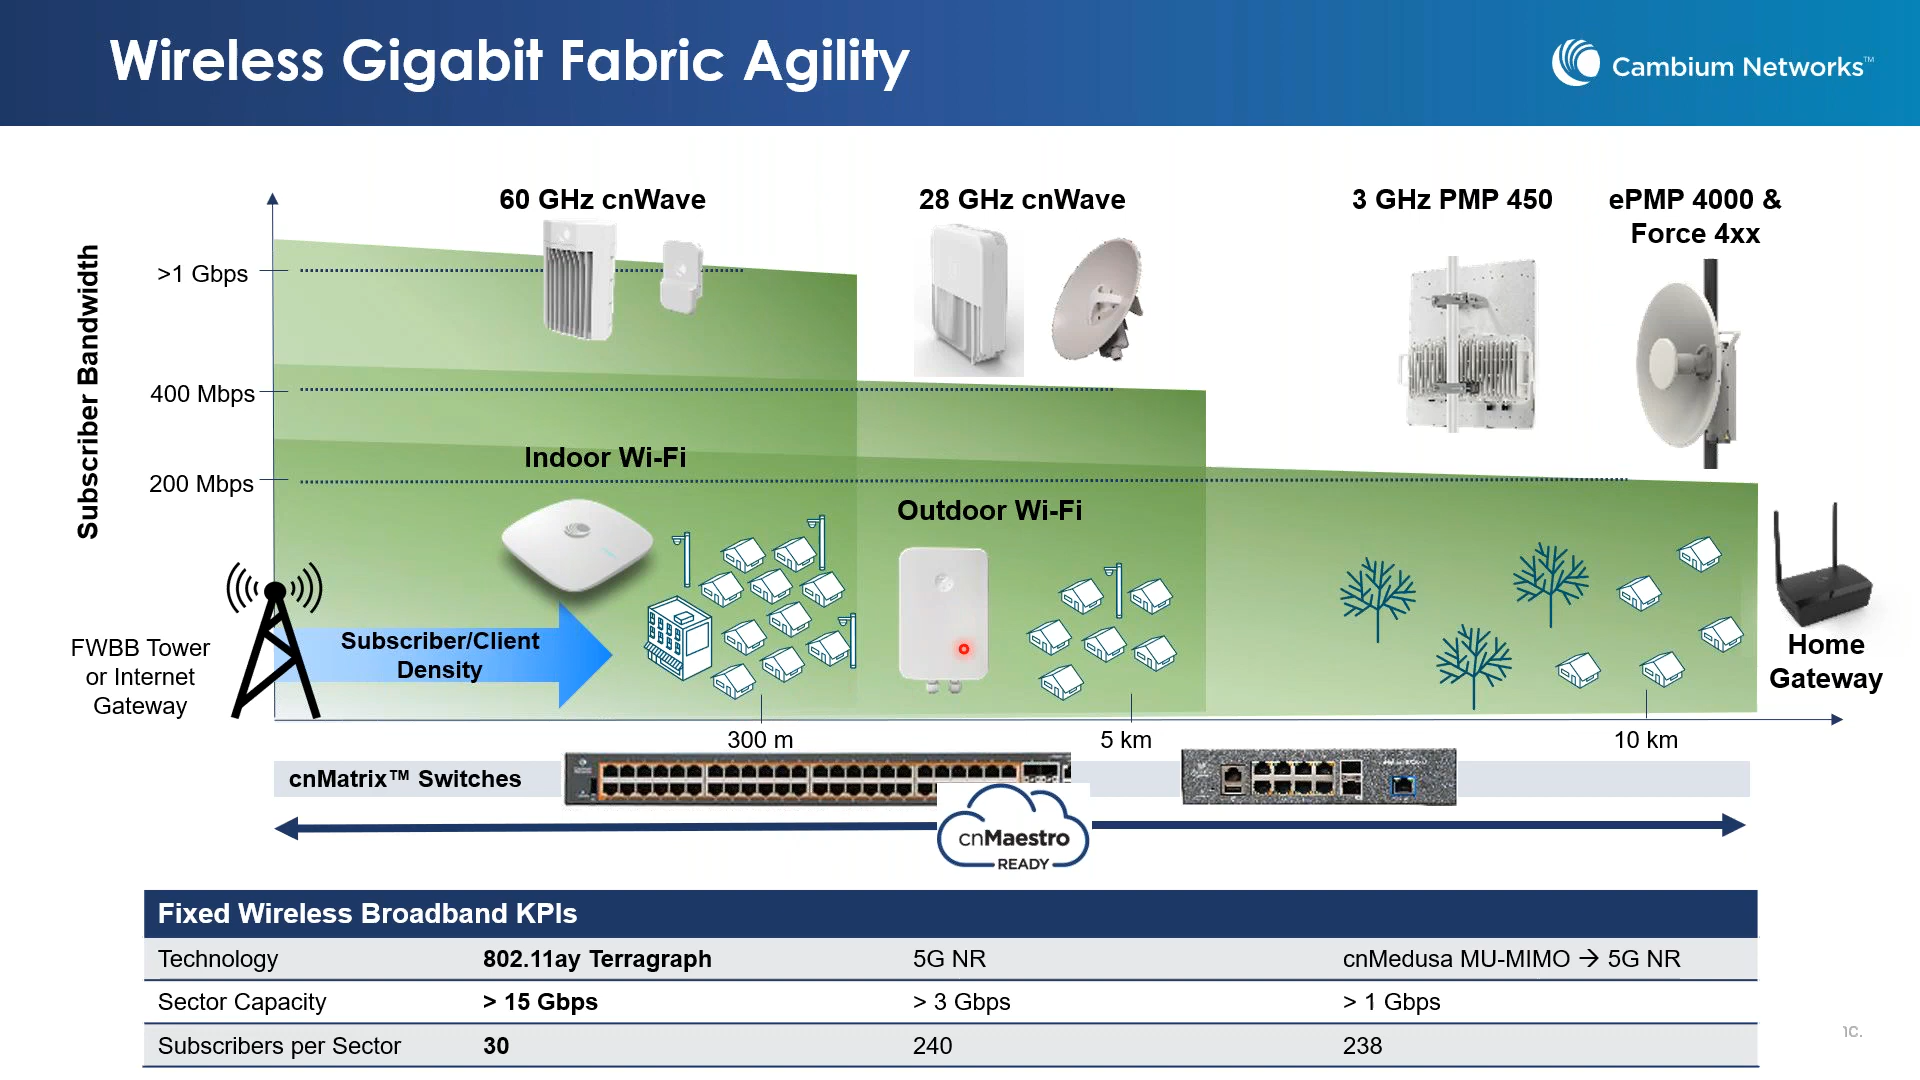 Wireless Gigabit Fabric Agility
Cambium Networks™
60 GHz cnWave
28 GHz cnWave
3 GHz PMP 450
ePMP 4000 &
Force 4xx
Subscriber Bandwidth
>1 Gbps
400 Mbps
200 Mbps
Indoor Wi-Fi
Outdoor Wi-Fi
FWBB Tower
or Internet
Gateway
Subscriber/Client
Density
Home
Gateway
300 m
5 km
10 km
cnMatrix™ Switches
cnMaestro
READY
Fixed Wireless Broadband KPIs
Technology 802.11ay Terragraph 5G NR cnMedusa MU-MIMO → 5G NR
Sector Capacity > 15 Gbps > 3 Gbps > 1 Gbps
Subscribers per Sector 30 240 238